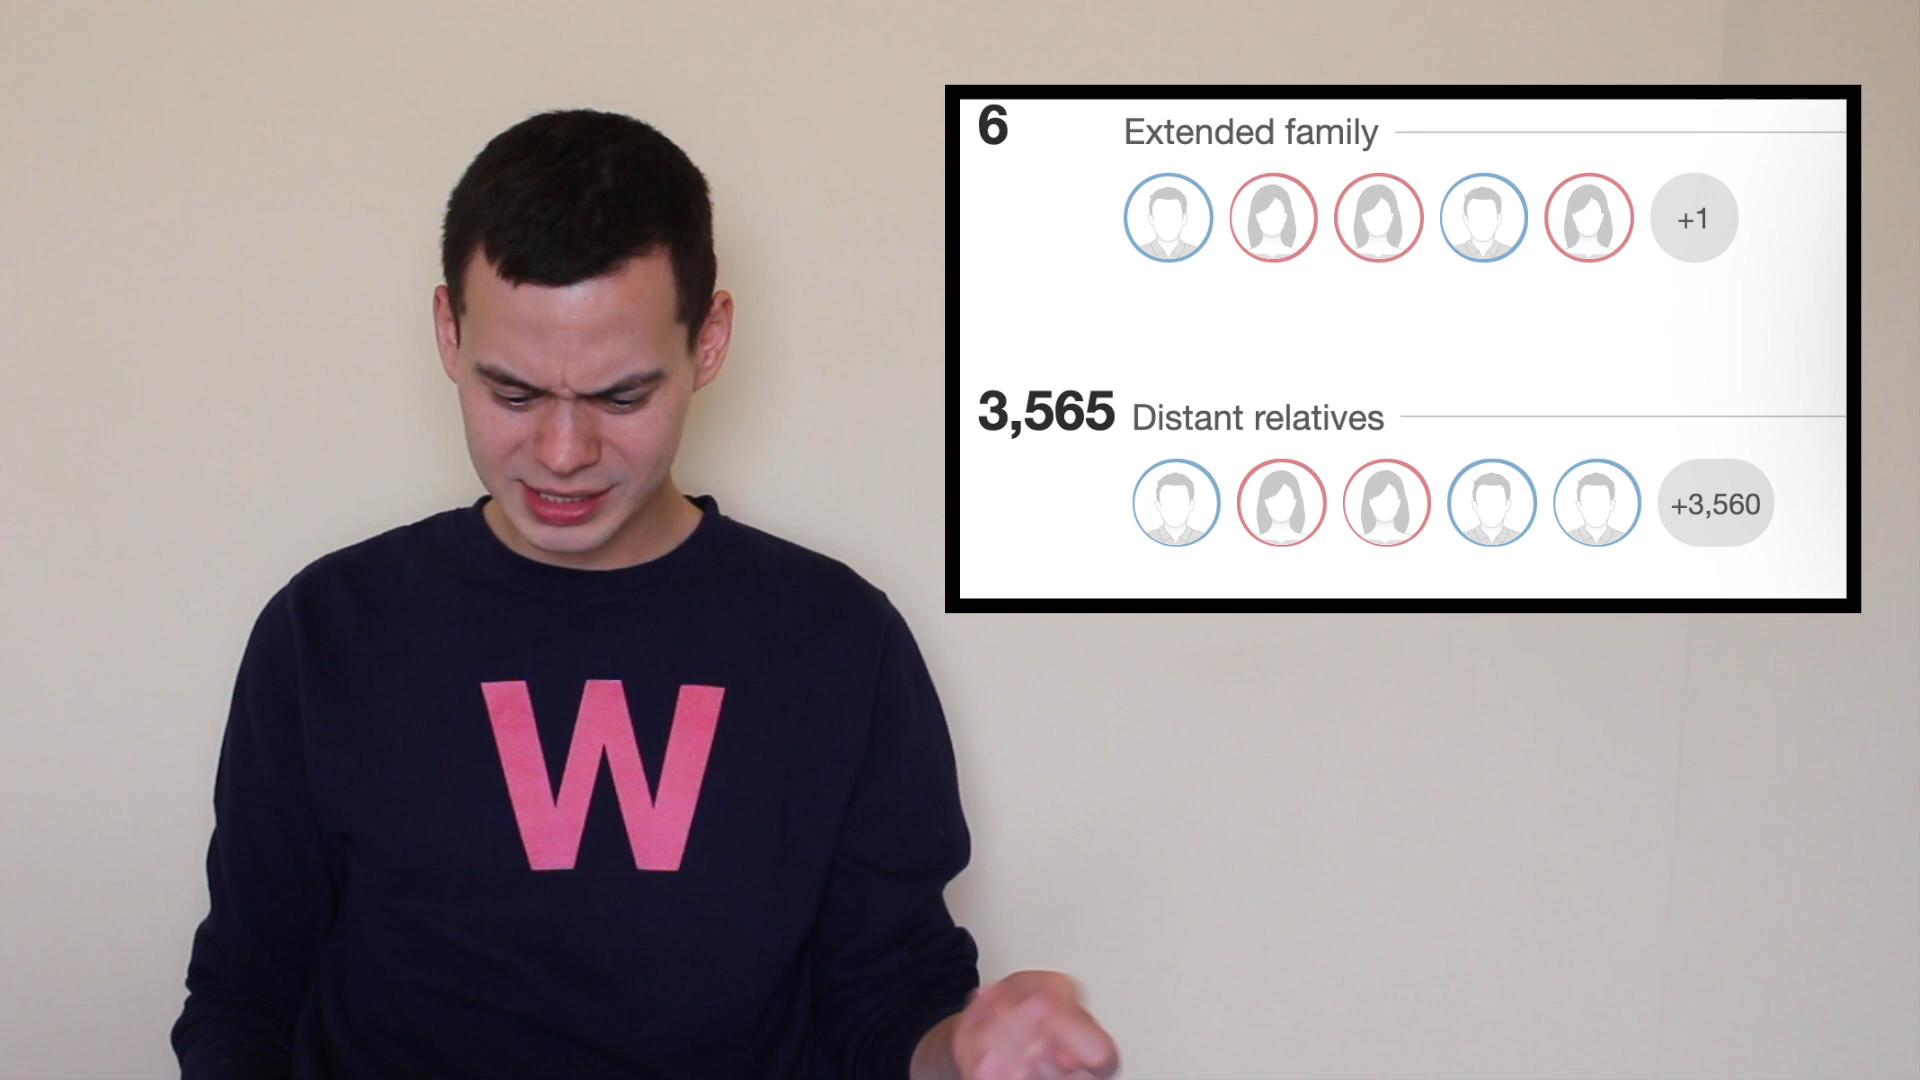 6 Extended family
+1
3,565 Distant relatives
+3,560
W